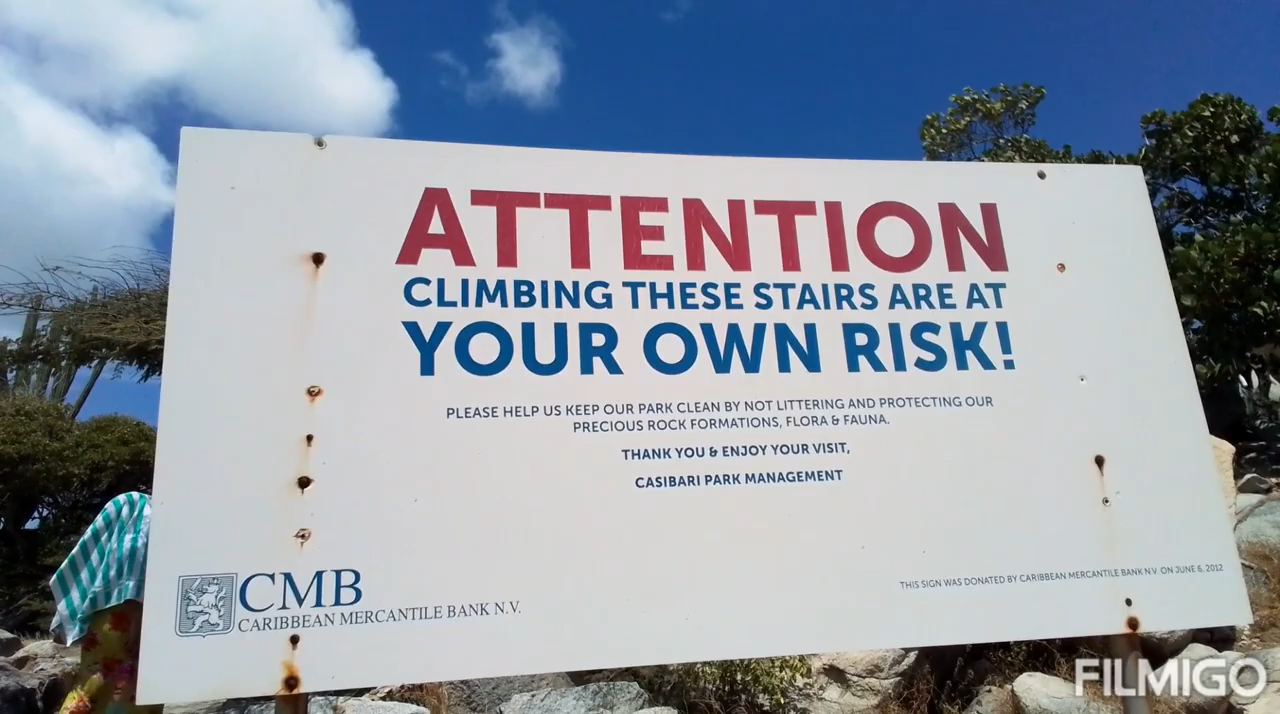 ATTENTION
CLIMBING THESE STAIRS ARE AT
YOUR OWN RISK!
PLEASE HELP US KEEP OUR PARK CLEAN BY NOT LITTERING AND PROTECTING OUR
PRECIOUS ROCK FORMATIONS, FLORA & FAUNA.
THANK YOU & ENJOY YOUR VISIT,
CASIBARI PARK MANAGEMENT
CMB
CARIBBEAN MERCANTILE BANK N.V.
THIS SIGN WAS DONATED BY CARIBBEAN MERCANTILE BANK N.V. ON JUNE 6, 2012
FILMIGO